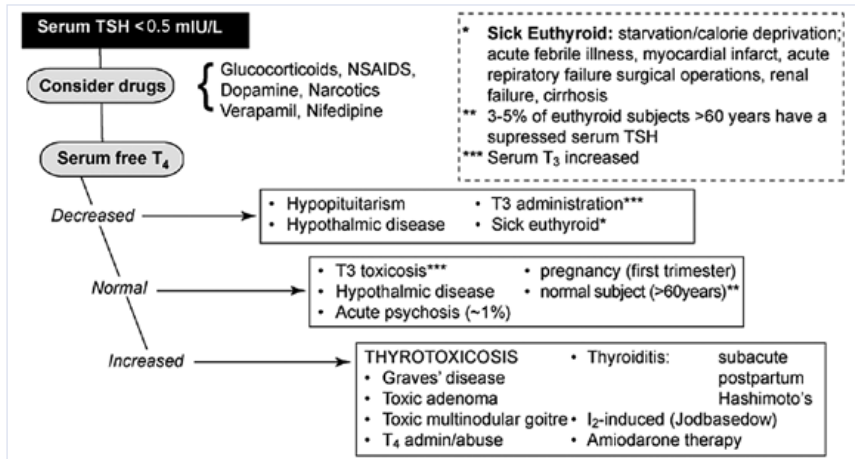 Serum TSH < 0.5 mIU/L
Consider drugs
Glucocorticoids, NSAIDS,
Dopamine, Narcotics
Verapamil, Nifedipine
Serum free T4
* Sick Euthyroid: starvation/calorie deprivation;
acute febrile illness, myocardial infarct, acute
repiratory failure surgical operations, renal
failure, cirrhosis
** 3-5% of euthyroid subjects >60 years have a
supressed serum TSH
*** Serum T3 increased
Decreased
• Hypopituitarism • T3 administration***
• Hypothalmic disease • Sick euthyroid*
Normal
• T3 toxicosis*** • pregnancy (first trimester)
• Hypothalmic disease • normal subject (>60years)**
• Acute psychosis (~1%)
Increased
THYROTOXICOSIS • Thyroiditis: subacute
• Graves' disease postpartum
• Toxic adenoma Hashimoto's
• Toxic multinodular goitre • I2-induced (Jodbasedow)
• T4 admin/abuse • Amiodarone therapy